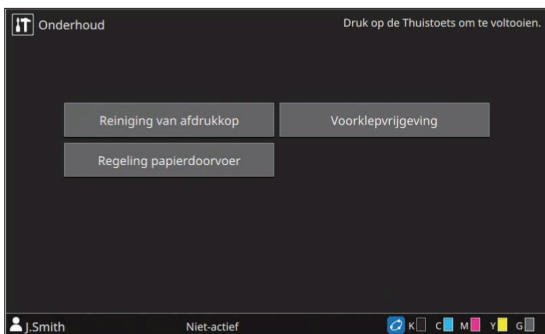 Onderhoud
Druk op de Thuistoets om te voltooien.
Reiniging van afdrukkop
Voorklepvrijgeving
Regeling papierdoorvoer
J.Smith
Niet-actief
K C M Y G